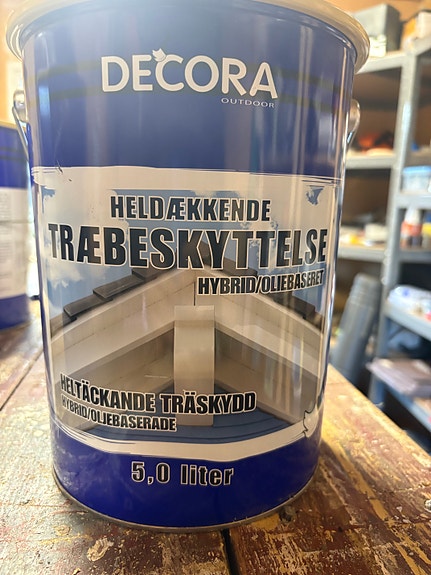 DECORA
OUTDOOR
HELDÆKKENDE
TRÆBESKYTTELSE
HYBRID/OLIEBASERET
HELTÄCKANDE TRÄSKYDD
HYBRID/OLJEBASERADE
5,0 liter